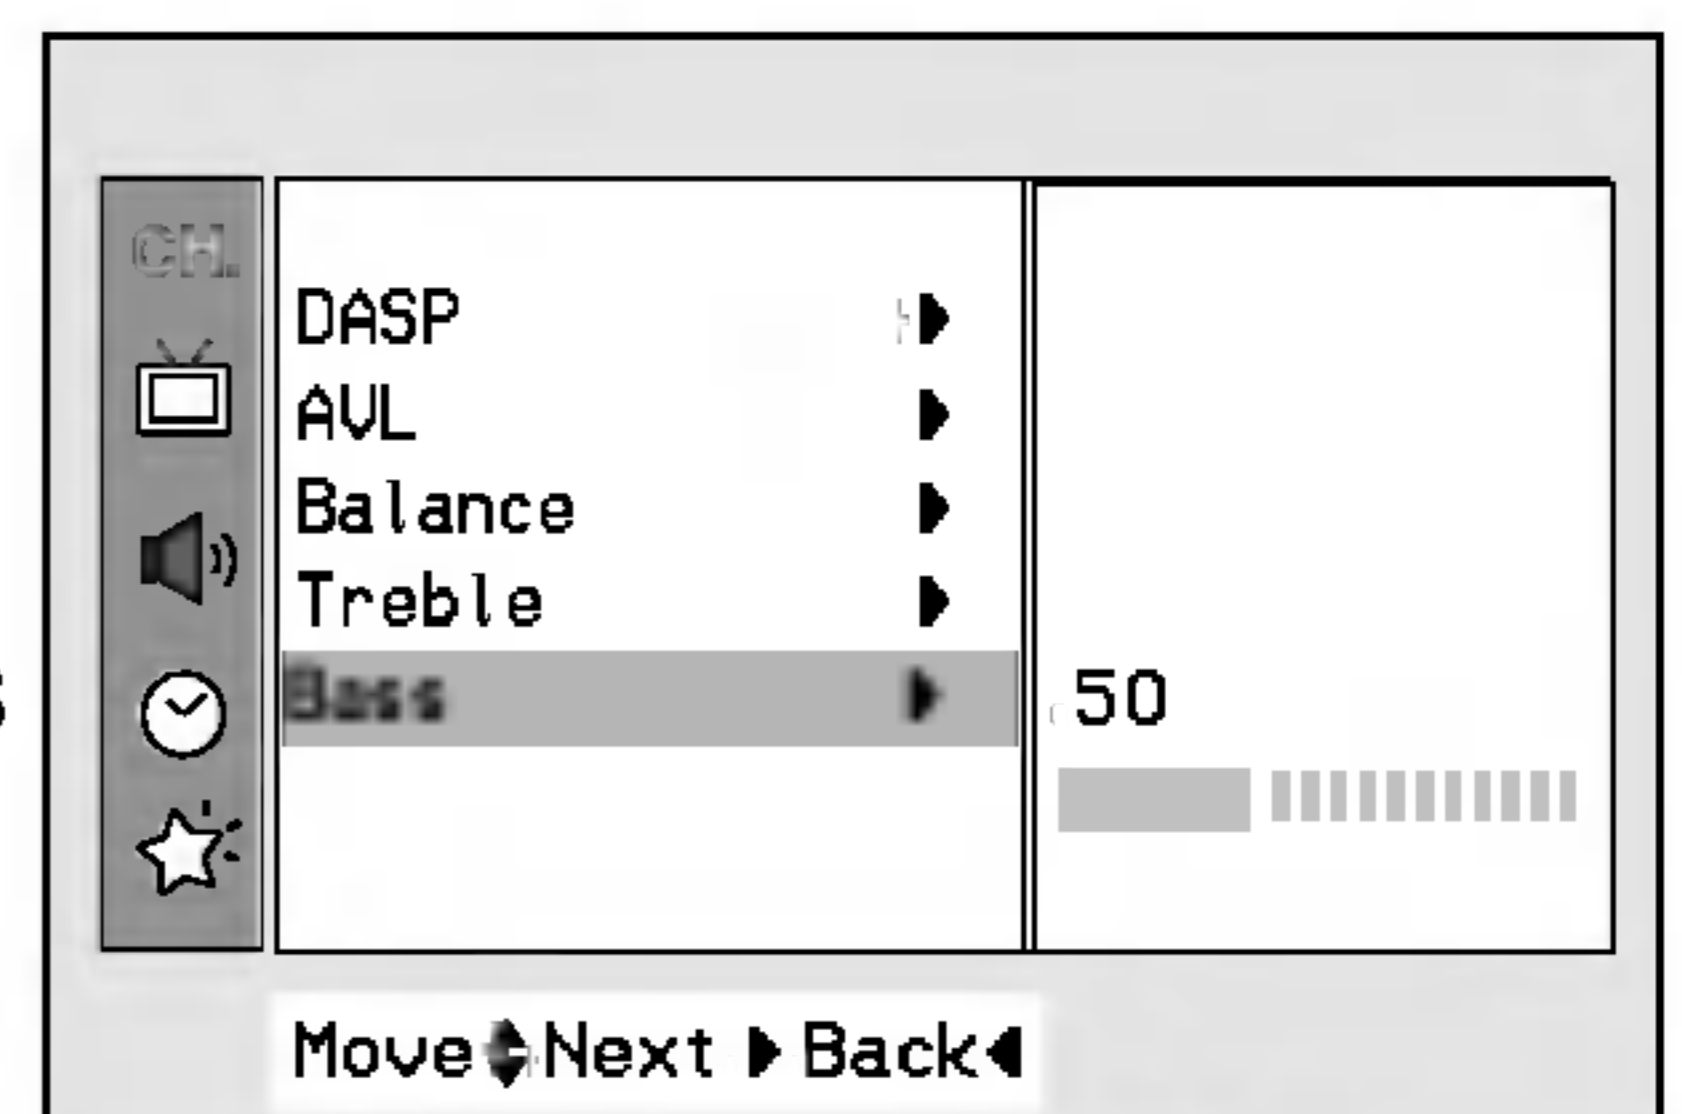 CH.
DASP
AVL
Balance
Treble
Bass 50
Move Next Back